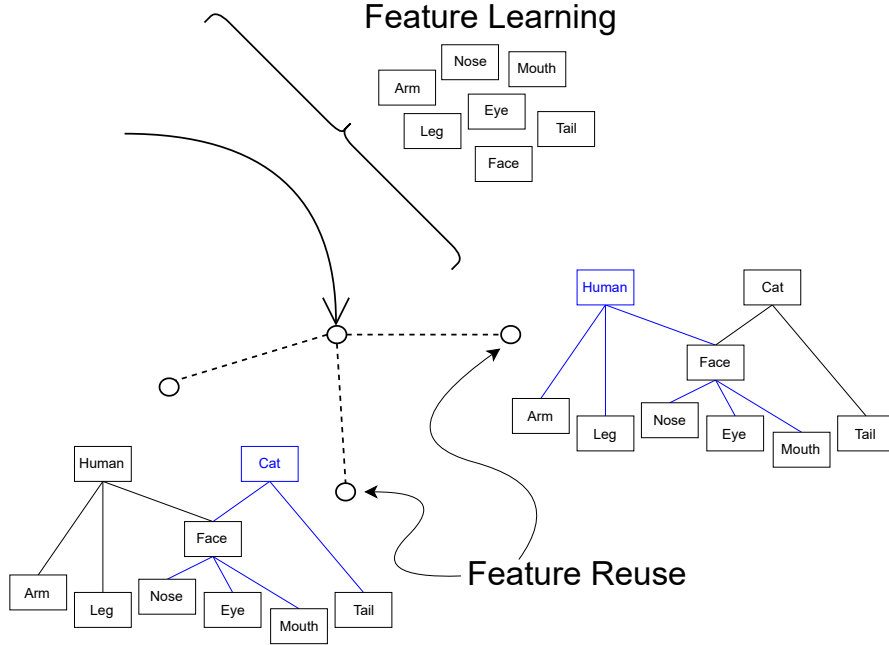 Feature Learning
Nose
Mouth
Arm
Eye
Leg
Tail
Face
Human
Cat
Face
Arm
Nose
Leg
Eye
Mouth
Tail
Human
Cat
Face
Arm
Nose
Leg
Eye
Mouth
Tail
Feature Reuse